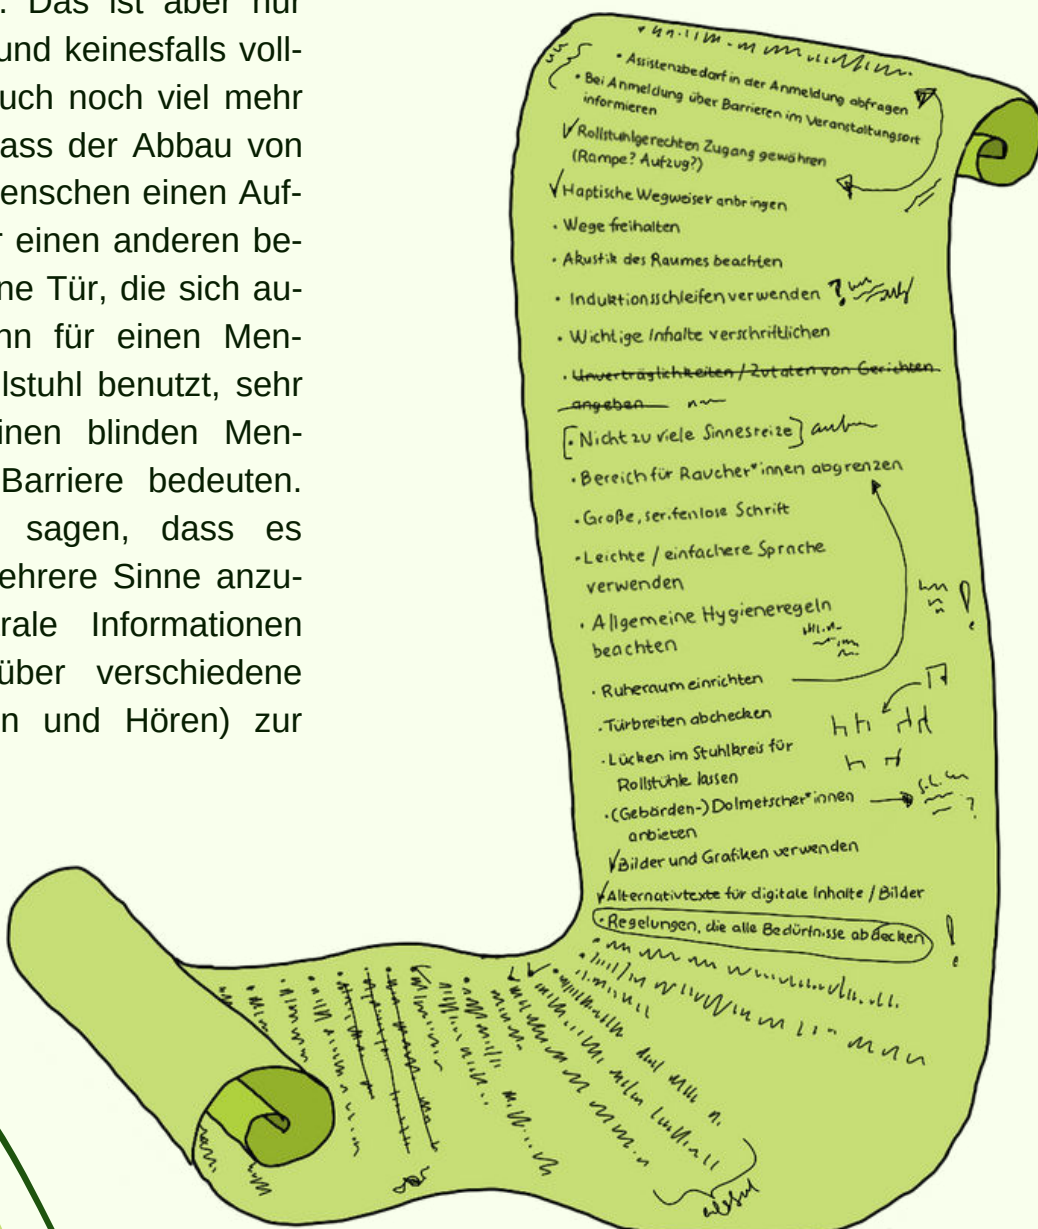 . Das ist aber nur
und keinesfalls voll-
uch noch viel mehr
ass der Abbau von
enschen einen Auf-
r einen anderen be-
ne Tür, die sich au-
nn für einen Men-
lstuhl benutzt, sehr
inen blinden Men-
Barriere bedeuten.
sagen, dass es
ehrere Sinne anzu-
rale Informationen
über verschiedene
n und Hören) zur
• Assistenzbedarf in der Anmeldung abfragen
• Bei Anmeldung über Barrieren im Veranstaltungsort
informieren
✓ Rollstuhlgerechten Zugang gewähren
(Rampe? Aufzug?)
✓ Haptische Wegweiser anbringen
• Wege freihalten
• Akustik des Raumes beachten
• Induktionsschleifen verwenden ?
• Wichtige Inhalte verschriftlichen
• Unverträglichkeiten / Zutaten von Gerichten
angeben
[• Nicht zu viele Sinnesreize]
• Bereich für Raucher*innen abgrenzen
• Große, serifenlose Schrift
• Leichte / einfachere Sprache
verwenden
• Allgemeine Hygieneregeln
beachten
!
• Ruheraum einrichten
• Türbreiten abchecken
• Lücken im Stuhlkreis für
Rollstühle lassen
• (Gebärden-) Dolmetscher*innen
anbieten
?
✓ Bilder und Grafiken verwenden
✓ Alternativtexte für digitale Inhalte / Bilder
• Regelungen, die alle Bedürfnisse abdecken !